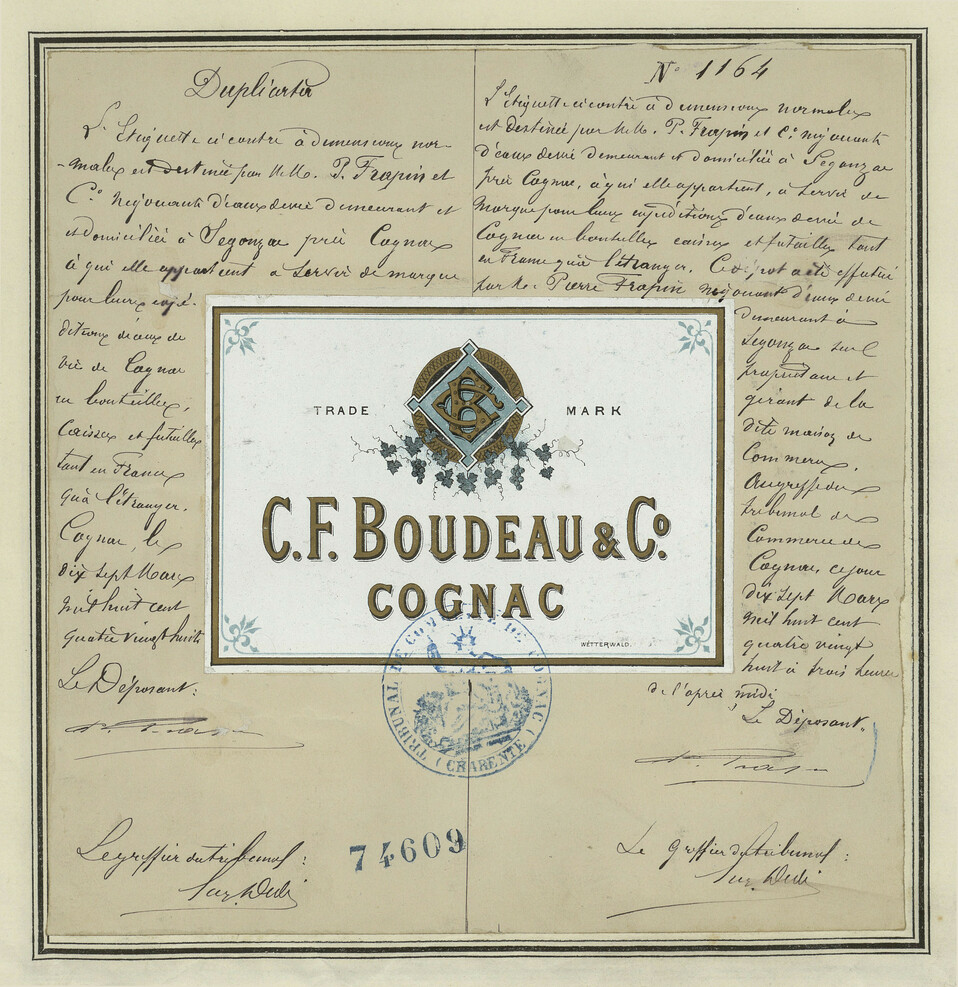 Duplicata
L'Etiquette ci contre à dimensions nor-
-males est destinée par M.M. P. Frapin et
Cº. Négociants d'eaux de vie demeurant et
et domiciliés à Segonzac près Cognac
à qui elle appartient à servir de marque
pour leurs expé-
ditions d'eaux de
vie de Cognac
en bouteilles,
caisses et futailles
tant en France
qu'à l'étranger.
Cognac, le
dix sept Mars
mil huit cent
quatre vingt huit
Le Déposant:
P. Frapin
Le greffier du tribunal:
Nº 1164
L'Etiquette ci contre à dimensions normales
est destinée par M.M. P. Frapin et Cº. négociants
d'eaux de vie demeurant et domiciliés à Segonzac
près Cognac, à qui elle appartient, à servir de
marque pour leurs expéditions d'eaux de vie de
Cognac en bouteilles caisses et futailles tant
en France qu'à l'étranger. Ce dépôt a été effectué
par M. Pierre Frapin négociant d'eaux de vie
demeurant à
Segonzac seul
propriétaire et
gérant de la
dite maison de
Commerce.
Au greffe du
tribunal de
Commerce de
Cognac, ce jour
dix sept Mars
mil huit cent
quatre vingt
huit à trois heures
de l'après midi
Le Déposant,
P. Frapin
Le Greffier du tribunal:
TRADE MARK
C.F. BOUDEAU & Cº.
COGNAC
WETTERWALD.
TRIBUNAL DE COMMERCE DE COGNAC
(CHARENTE)
74609